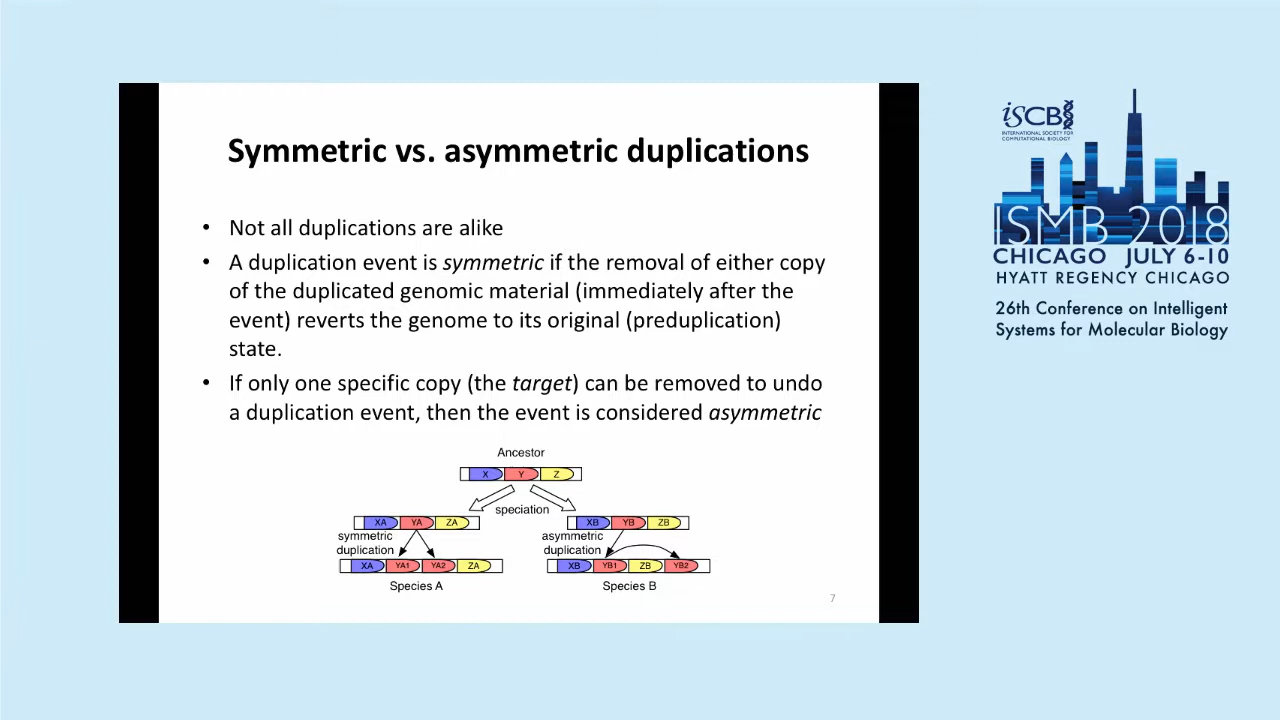 Symmetric vs. asymmetric duplications
• Not all duplications are alike
• A duplication event is symmetric if the removal of either copy
of the duplicated genomic material (immediately after the
event) reverts the genome to its original (preduplication)
state.
• If only one specific copy (the target) can be removed to undo
a duplication event, then the event is considered asymmetric
Ancestor
X Y Z
speciation
XA YA ZA
XB YB ZB
symmetric
duplication
asymmetric
duplication
XA YA1 YA2 ZA
XB YB1 ZB YB2
Species A
Species B
7
iSCB
INTERNATIONAL SOCIETY FOR
COMPUTATIONAL BIOLOGY
ISMB 2018
CHICAGO JULY 6-10
HYATT REGENCY CHICAGO
26th Conference on Intelligent
Systems for Molecular Biology